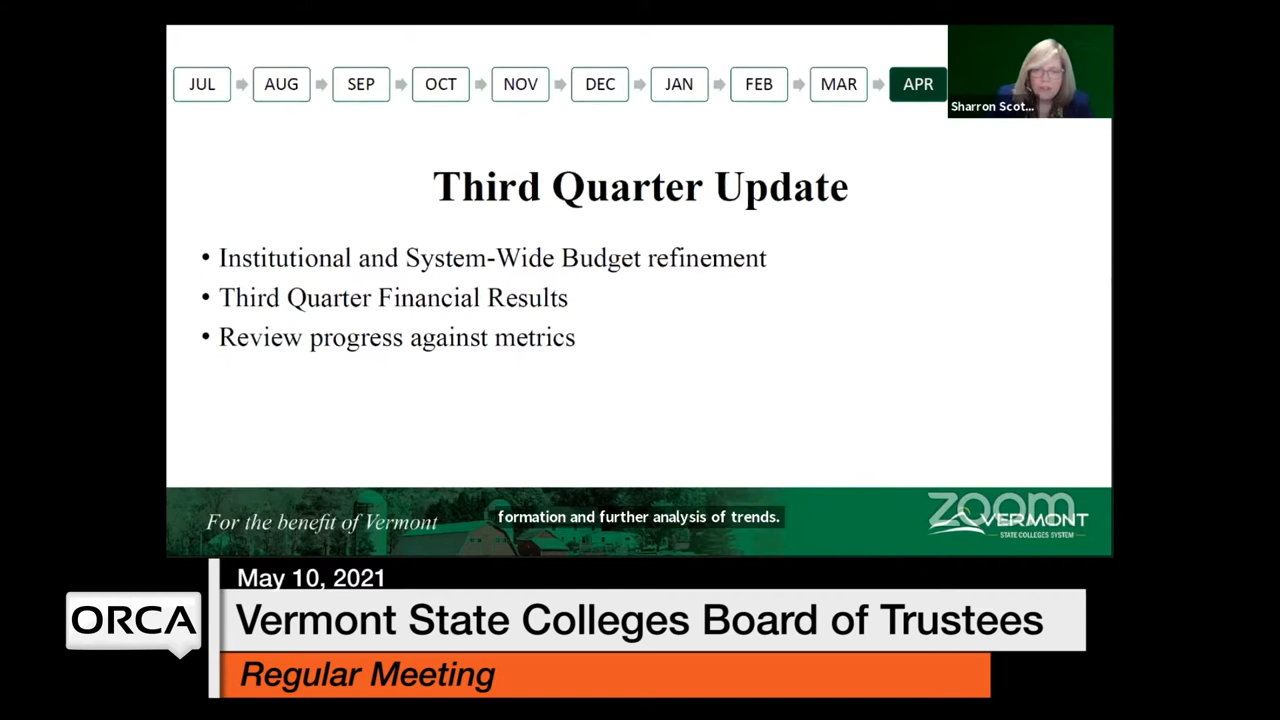 JUL AUG SEP OCT NOV DEC JAN FEB MAR APR
Sharron Scot...
Third Quarter Update
• Institutional and System-Wide Budget refinement
• Third Quarter Financial Results
• Review progress against metrics
For the benefit of Vermont
formation and further analysis of trends.
zoom
VERMONT
STATE COLLEGES SYSTEM
May 10, 2021
ORCA
Vermont State Colleges Board of Trustees
Regular Meeting